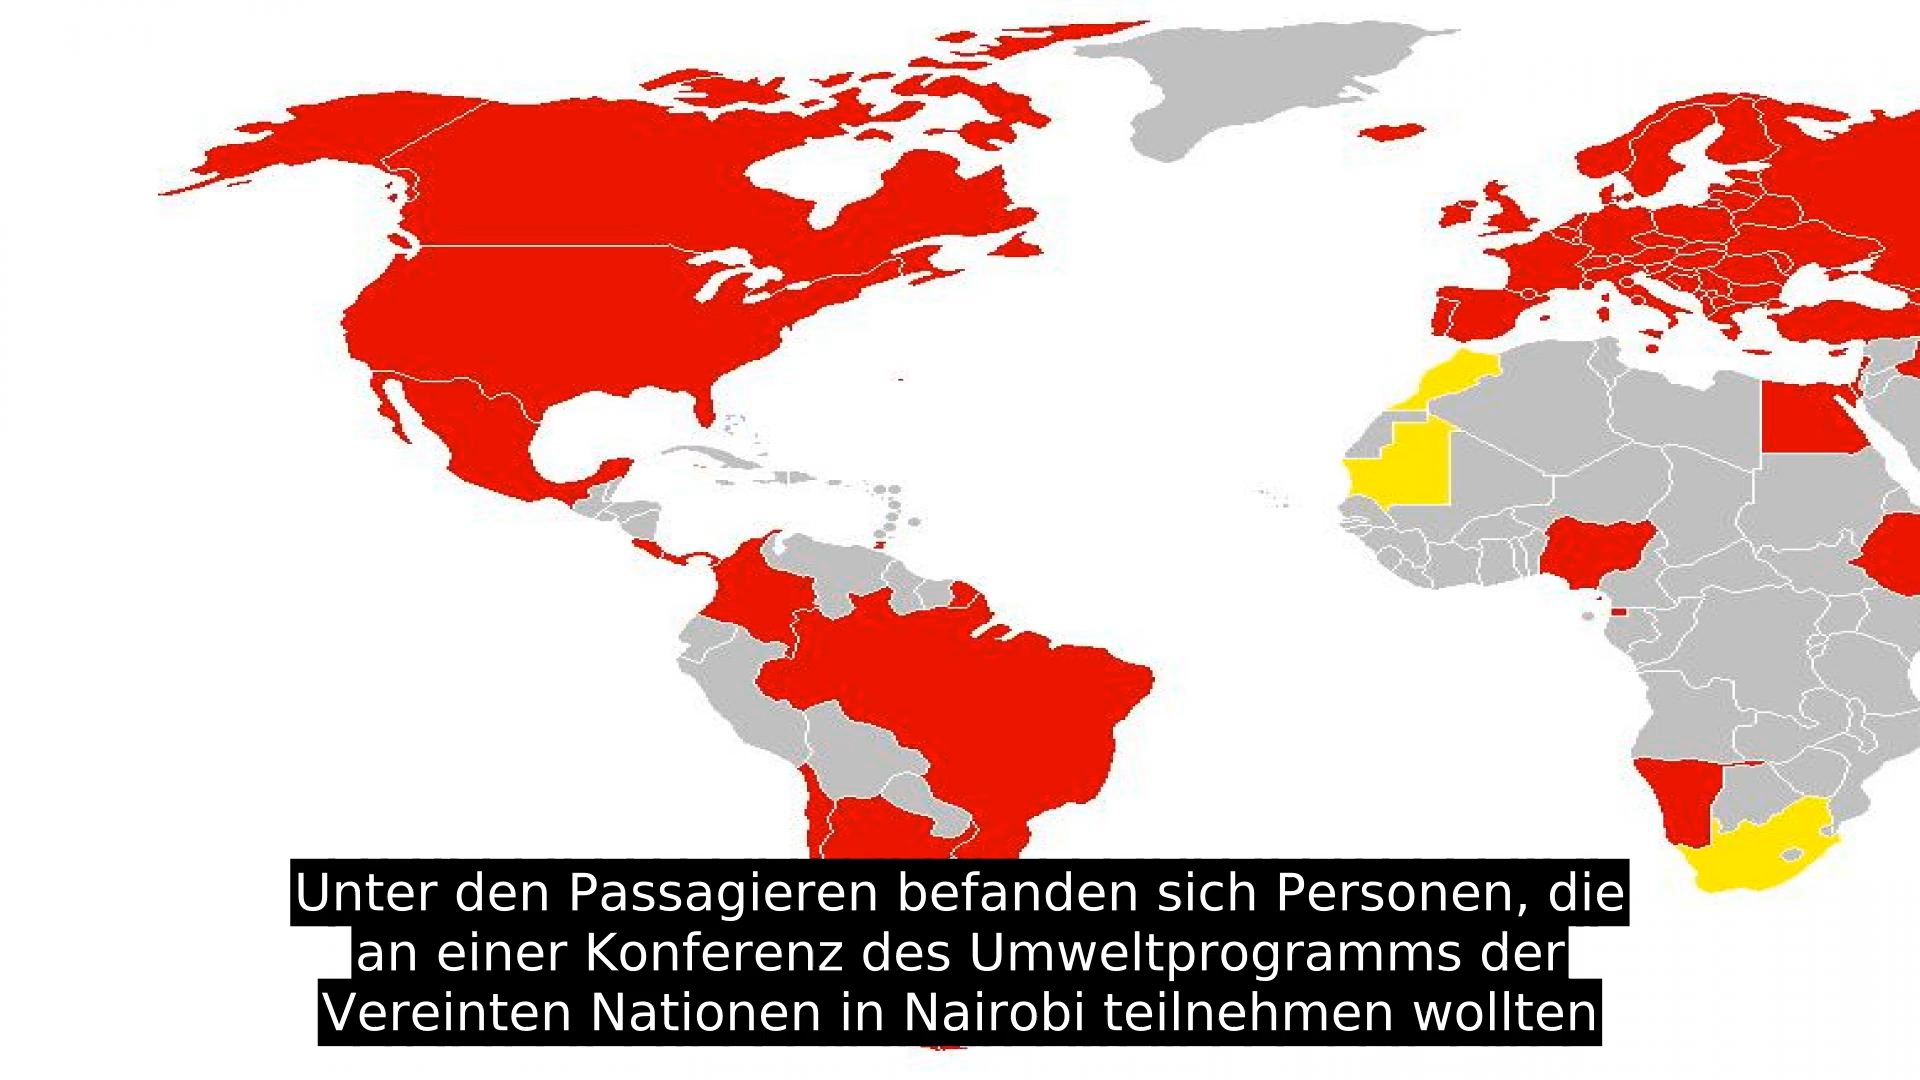 Unter den Passagieren befanden sich Personen, die
an einer Konferenz des Umweltprogramms der
Vereinten Nationen in Nairobi teilnehmen wollten